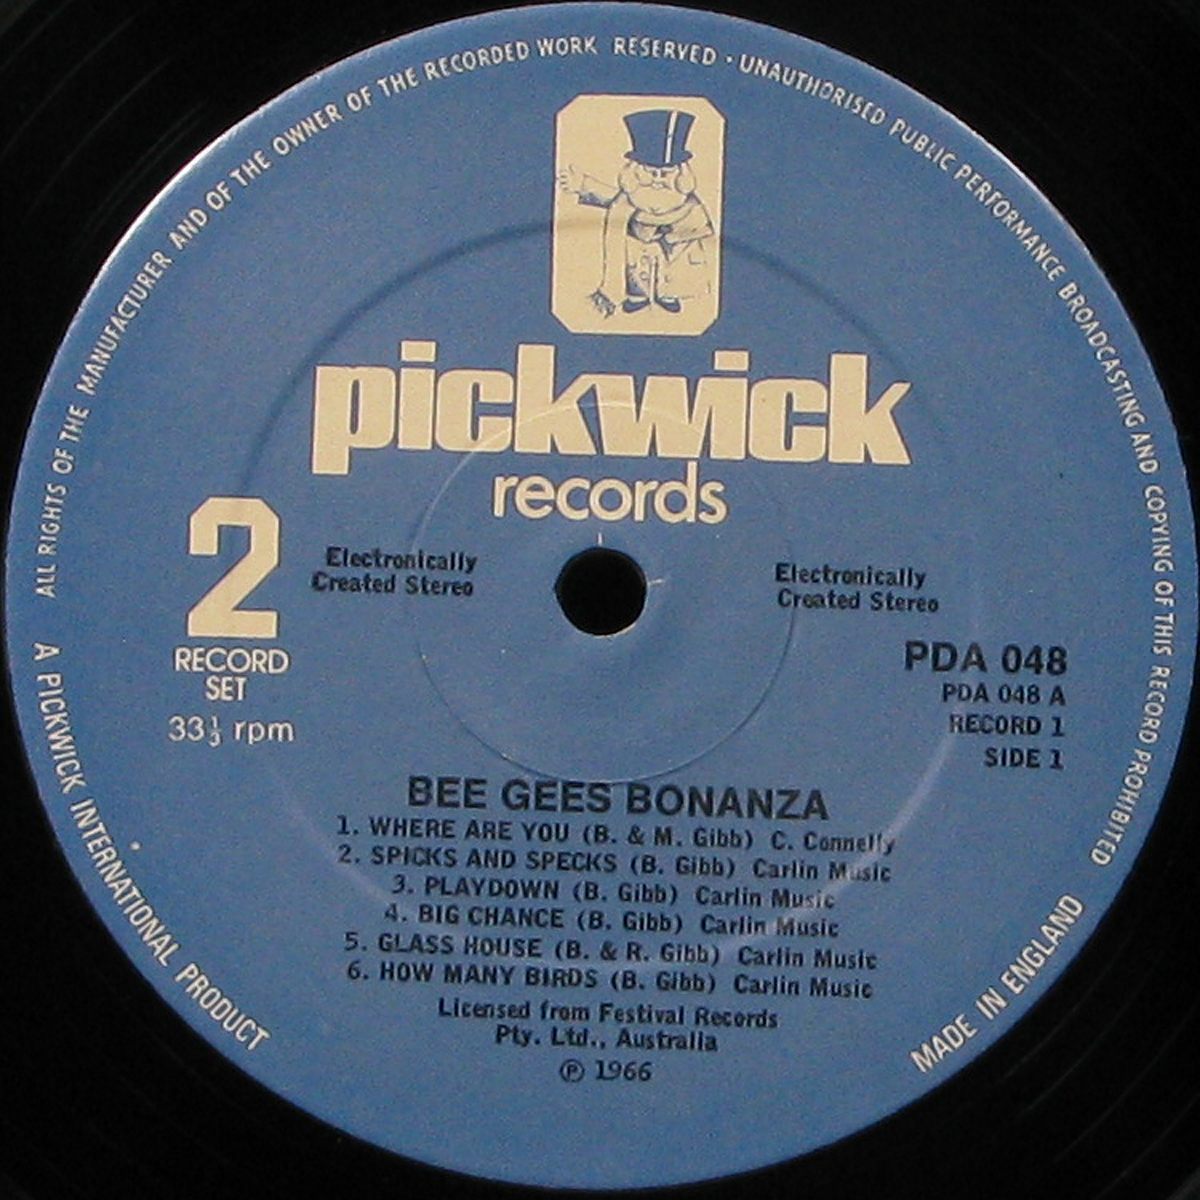 ALL RIGHTS OF THE MANUFACTURER AND OF THE OWNER OF THE RECORDED WORK RESERVED · UNAUTHORISED PUBLIC PERFORMANCE BROADCASTING AND COPYING OF THIS RECORD PROHIBITED
pickwick
records
2
RECORD
SET
33⅓ rpm
Electronically
Created Stereo
Electronically
Created Stereo
PDA 048
PDA 048 A
RECORD 1
SIDE 1
BEE GEES BONANZA
1. WHERE ARE YOU (B. & M. Gibb) C. Connelly
2. SPICKS AND SPECKS (B. Gibb) Carlin Music
3. PLAYDOWN (B. Gibb) Carlin Music
4. BIG CHANCE (B. Gibb) Carlin Music
5. GLASS HOUSE (B. & R. Gibb) Carlin Music
6. HOW MANY BIRDS (B. Gibb) Carlin Music
Licensed from Festival Records
Pty. Ltd., Australia
℗ 1966
A PICKWICK INTERNATIONAL PRODUCT
MADE IN ENGLAND